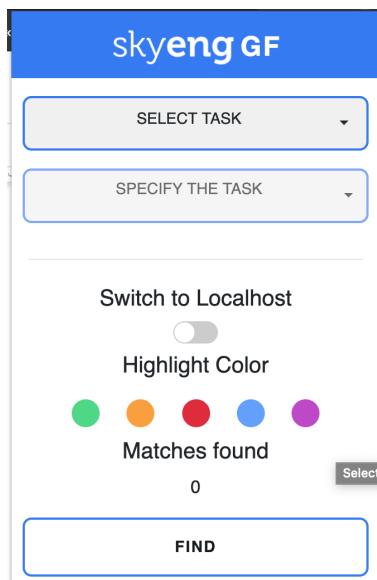 skyeng GF
SELECT TASK
SPECIFY THE TASK
Switch to Localhost
Highlight Color
Matches found
Select
0
FIND